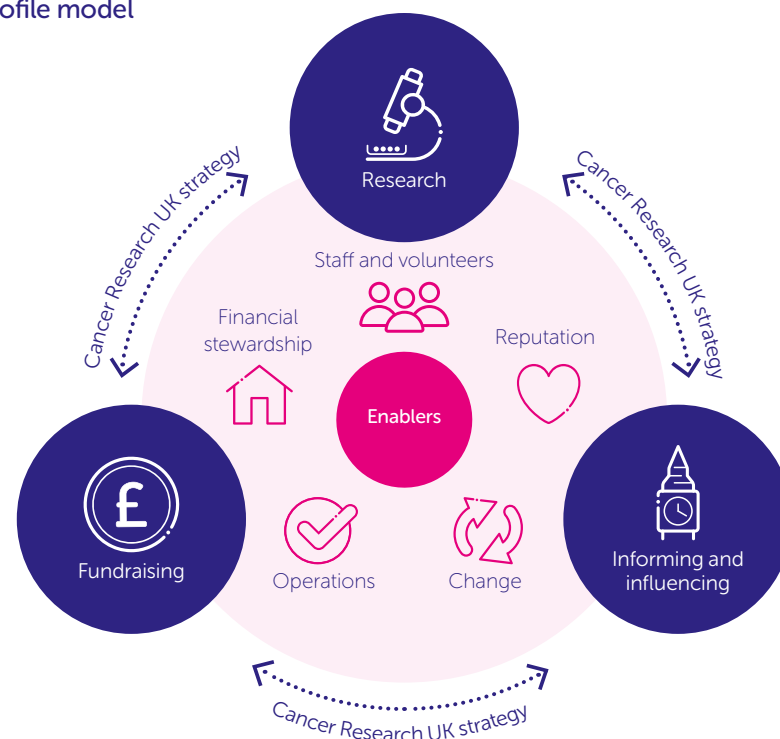 ofile model
Research
Cancer Research UK strategy
Cancer Research UK strategy
Staff and volunteers
Financial
stewardship
Reputation
Enablers
£
Fundraising
Operations
Change
Informing and
influencing
Cancer Research UK strategy